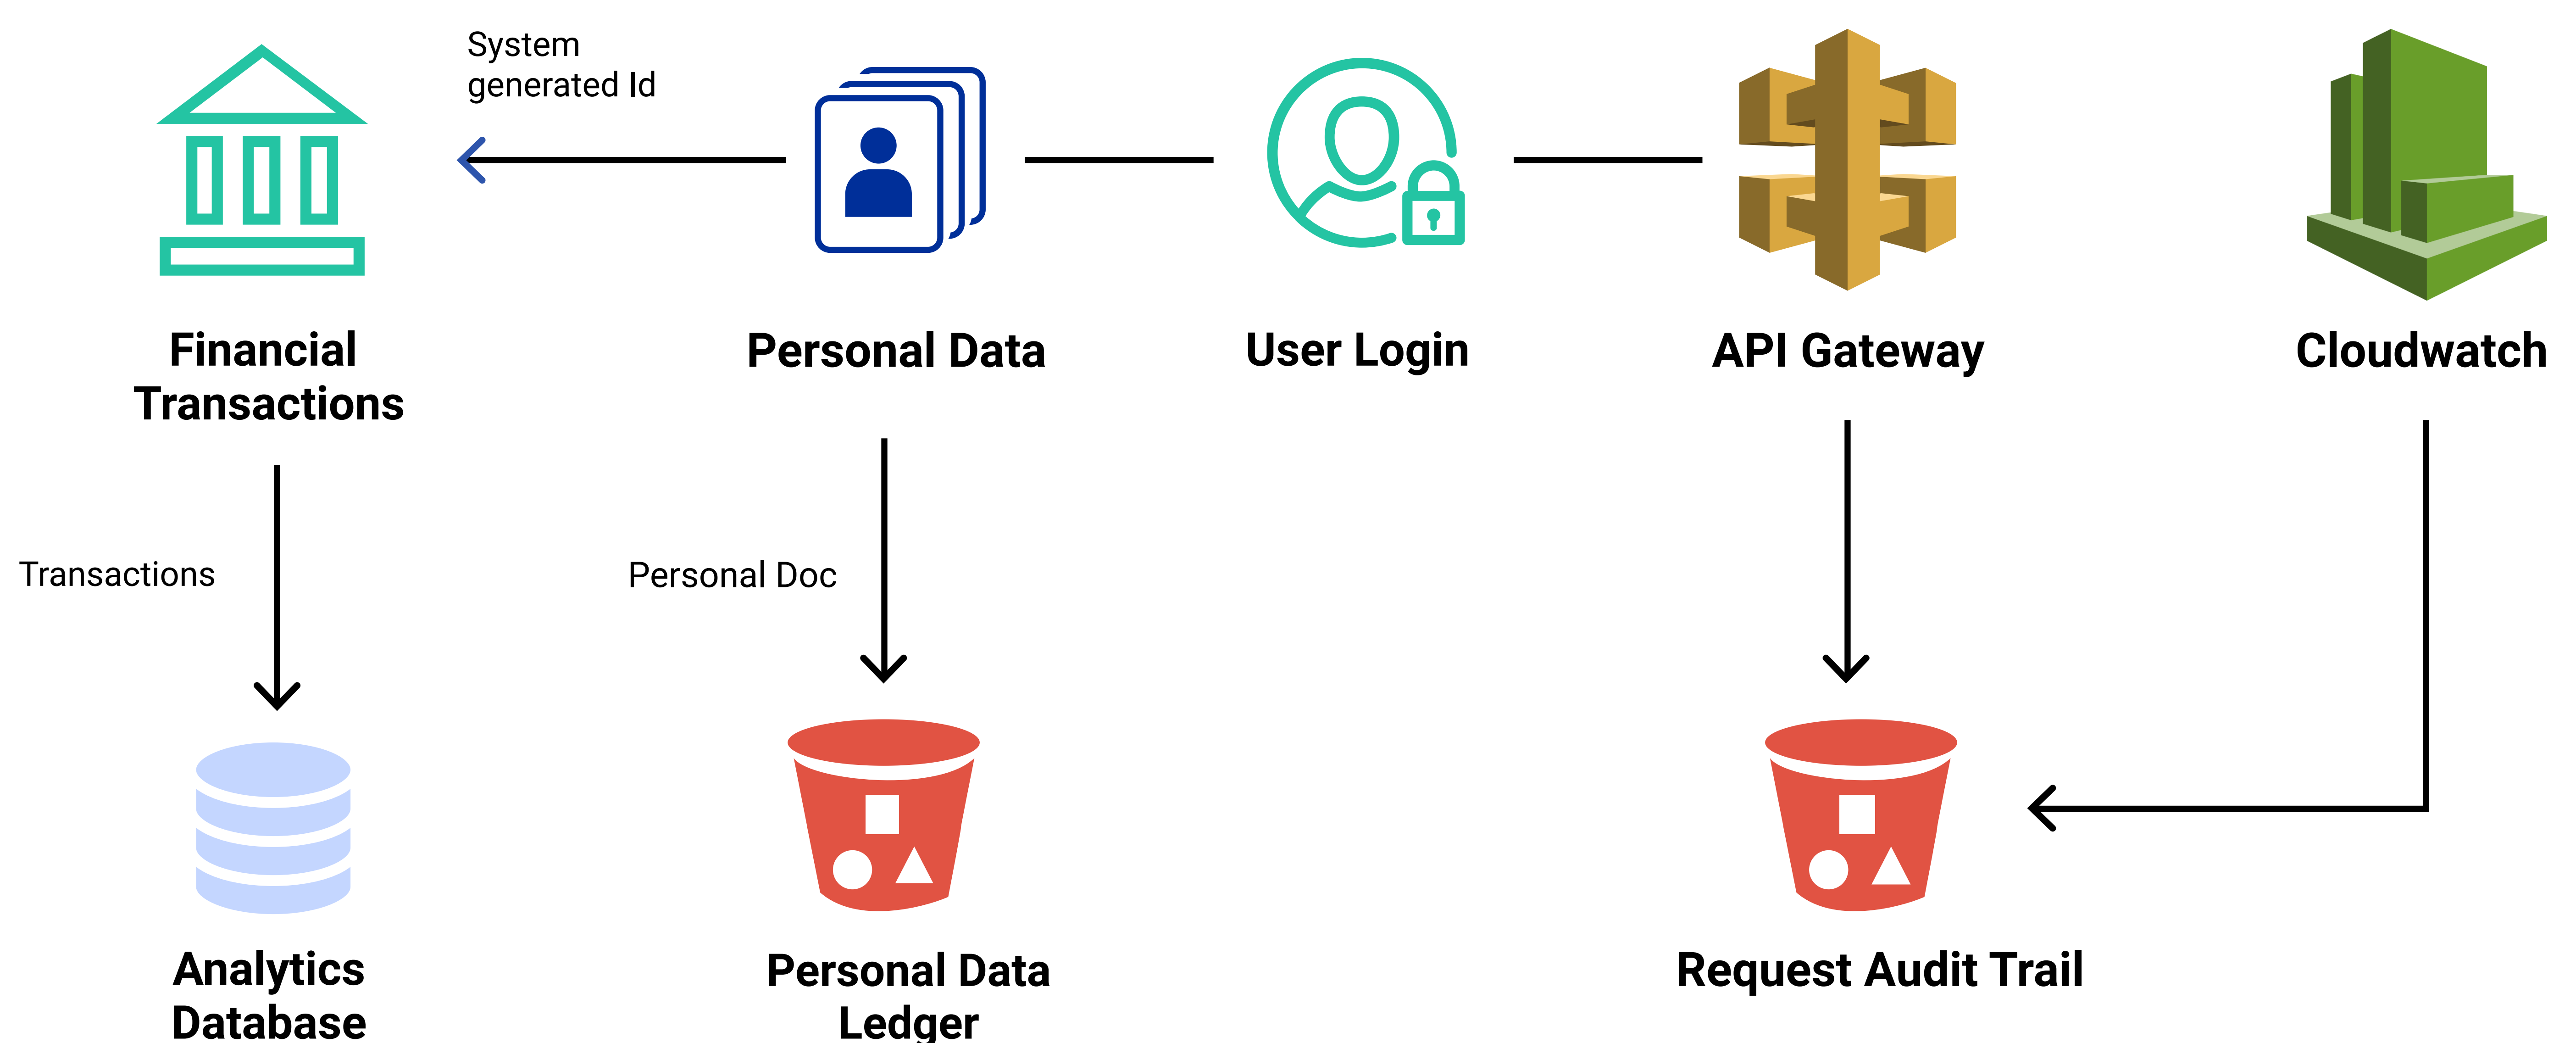 System
generated Id
Financial
Transactions
Personal Data
User Login
API Gateway
Cloudwatch
Transactions
Personal Doc
Analytics
Database
Personal Data
Ledger
Request Audit Trail